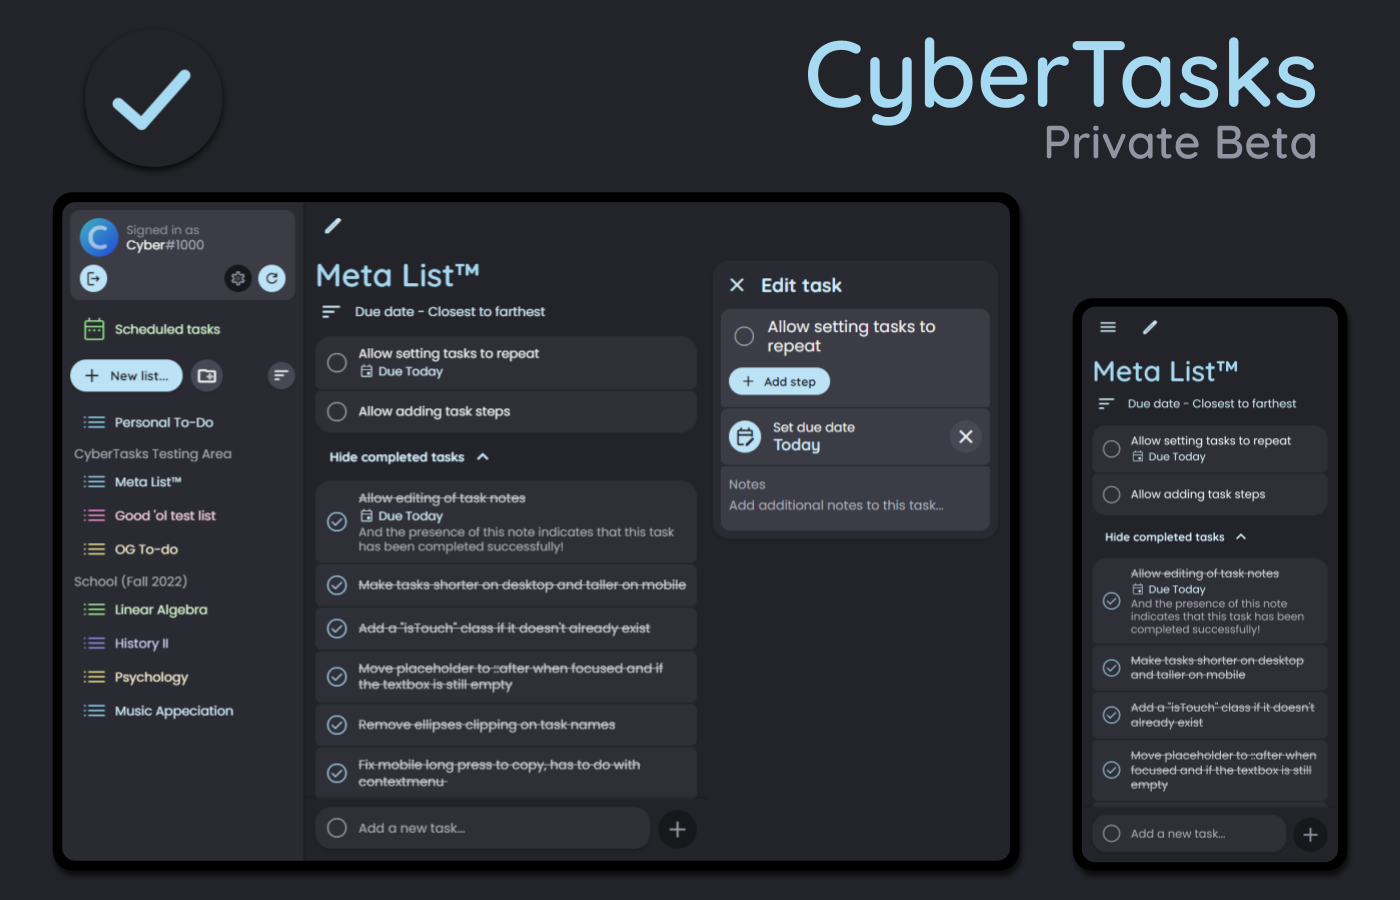 CyberTasks
Private Beta
Signed in as
Cyber#1000
Scheduled tasks
New list...
Personal To-Do
CyberTasks Testing Area
Meta List™
Good 'ol test list
OG To-do
School (Fall 2022)
Linear Algebra
History II
Psychology
Music Appeciation
Meta List™
Due date - Closest to farthest
Allow setting tasks to repeat
Due Today
Allow adding task steps
Hide completed tasks
Allow editing of task notes
Due Today
And the presence of this note indicates that this task
has been completed successfully!
Make tasks shorter on desktop and taller on mobile
Add a "isTouch" class if it doesn't already exist
Move placeholder to ::after when focused and if
the textbox is still empty
Remove ellipses clipping on task names
Fix mobile long press to copy, has to do with
contextmenu
Add a new task...
Edit task
Allow setting tasks to
repeat
Add step
Set due date
Today
Notes
Add additional notes to this task...
Meta List™
Due date - Closest to farthest
Allow setting tasks to repeat
Due Today
Allow adding task steps
Hide completed tasks
Allow editing of task notes
Due Today
And the presence of this note
indicates that this task has been
completed successfully!
Make tasks shorter on desktop
and taller on mobile
Add a "isTouch" class if it doesn't
already exist
Move placeholder to ::after when
focused and if the textbox is still
empty
Add a new task...